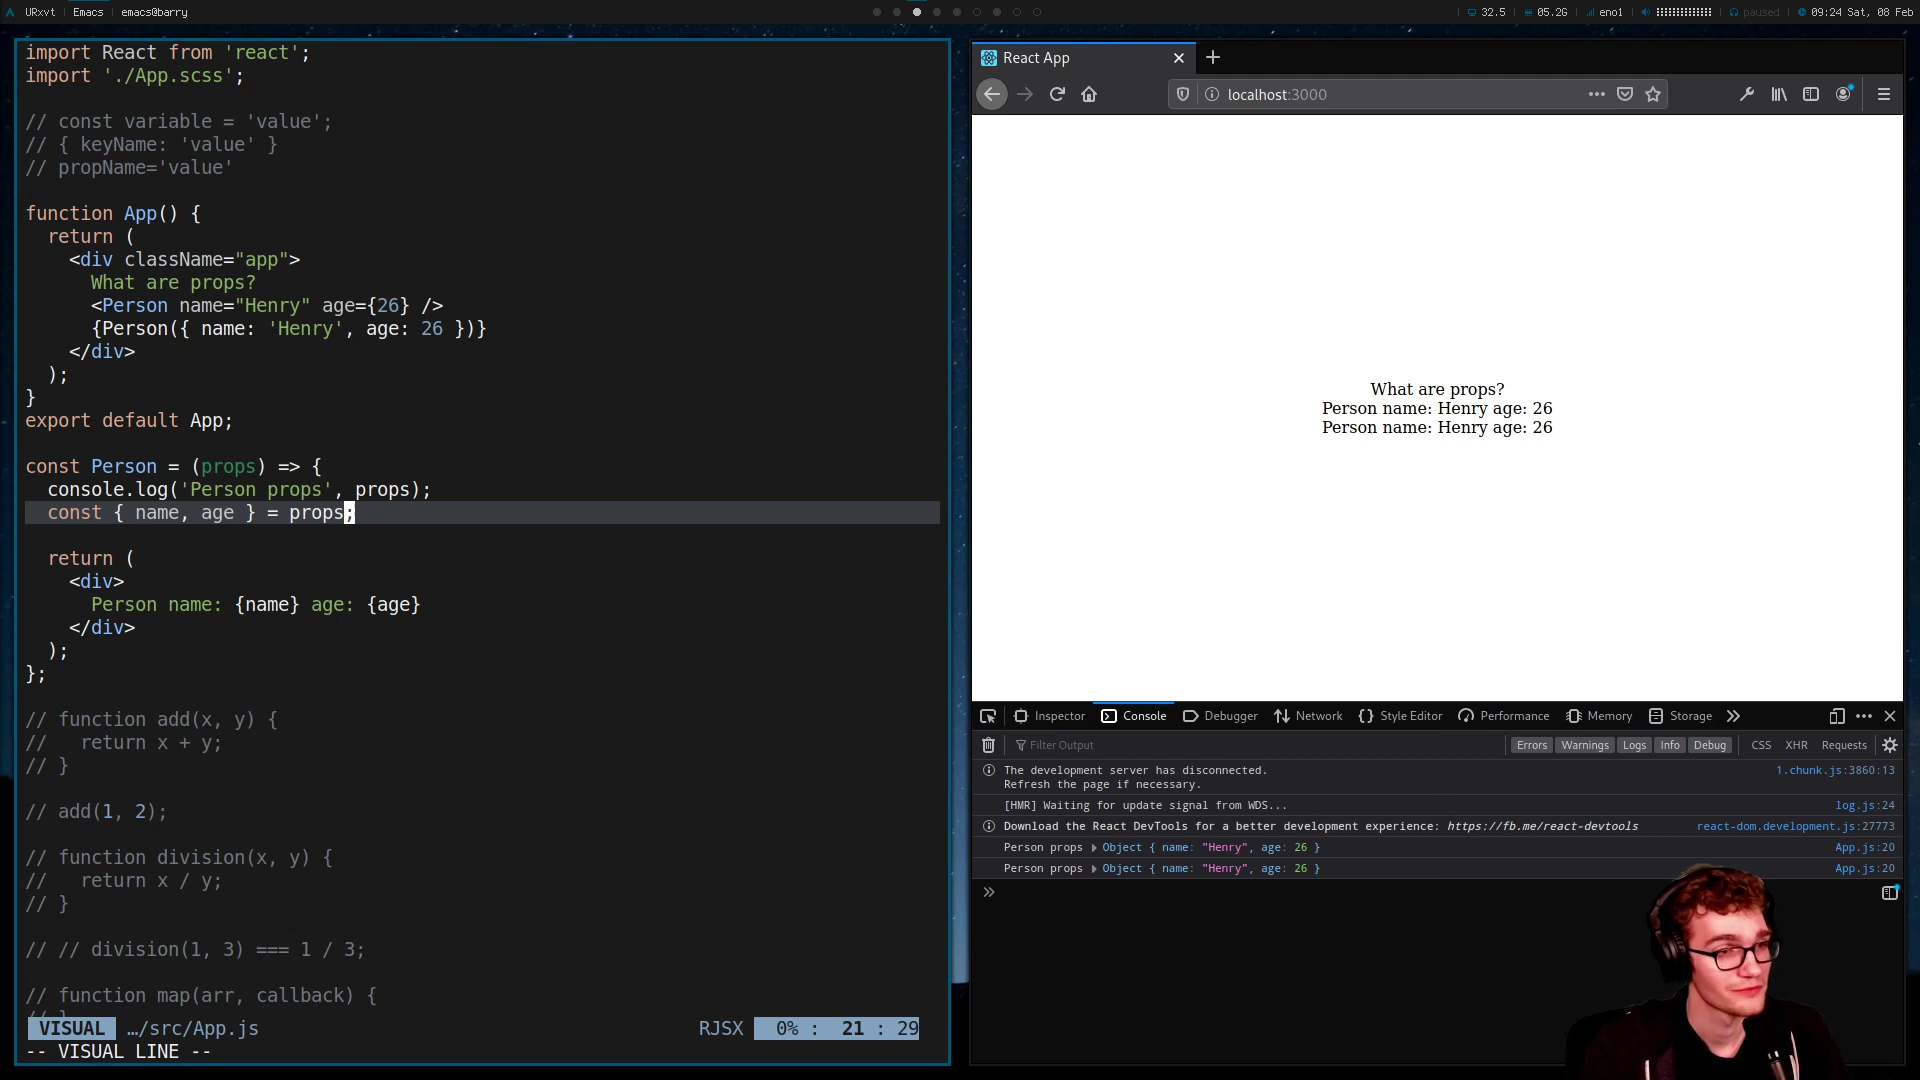 URxvt Emacs emacs@barry
32.5 05.2G eno1 paused 09:24 Sat, 08 Feb
import React from 'react';
import './App.scss';
// const variable = 'value';
// { keyName: 'value' }
// propName='value'
function App() {
return (
<div className="app">
What are props?
<Person name="Henry" age={26} />
{Person({ name: 'Henry', age: 26 })}
</div>
);
}
export default App;
const Person = (props) => {
console.log('Person props', props);
const { name, age } = props;
return (
<div>
Person name: {name} age: {age}
</div>
);
};
// function add(x, y) {
//   return x + y;
// }
// add(1, 2);
// function division(x, y) {
//   return x / y;
// }
// // division(1, 3) === 1 / 3;
// function map(arr, callback) {
// }
VISUAL …/src/App.js RJSX 0% : 21 : 29
-- VISUAL LINE --
React App
localhost:3000
What are props?
Person name: Henry age: 26
Person name: Henry age: 26
Inspector Console Debugger Network Style Editor Performance Memory Storage
Filter Output Errors Warnings Logs Info Debug CSS XHR Requests
The development server has disconnected. 1.chunk.js:3860:13
Refresh the page if necessary.
[HMR] Waiting for update signal from WDS... log.js:24
Download the React DevTools for a better development experience: https://fb.me/react-devtools react-dom.development.js:27773
Person props Object { name: "Henry", age: 26 } App.js:20
Person props Object { name: "Henry", age: 26 } App.js:20